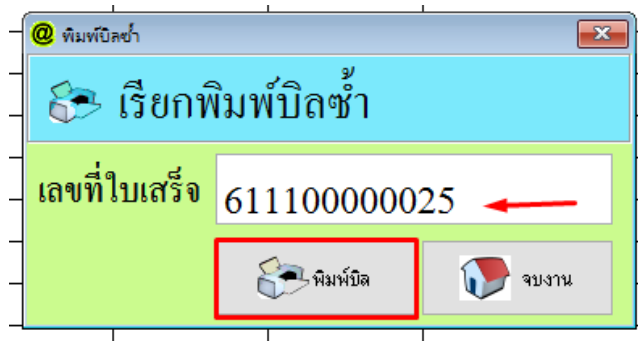 @ พิมพ์บิลซ้ำ
เรียกพิมพ์บิลซ้ำ
เลขที่ใบเสร็จ 611100000025
พิมพ์บิล จบงาน